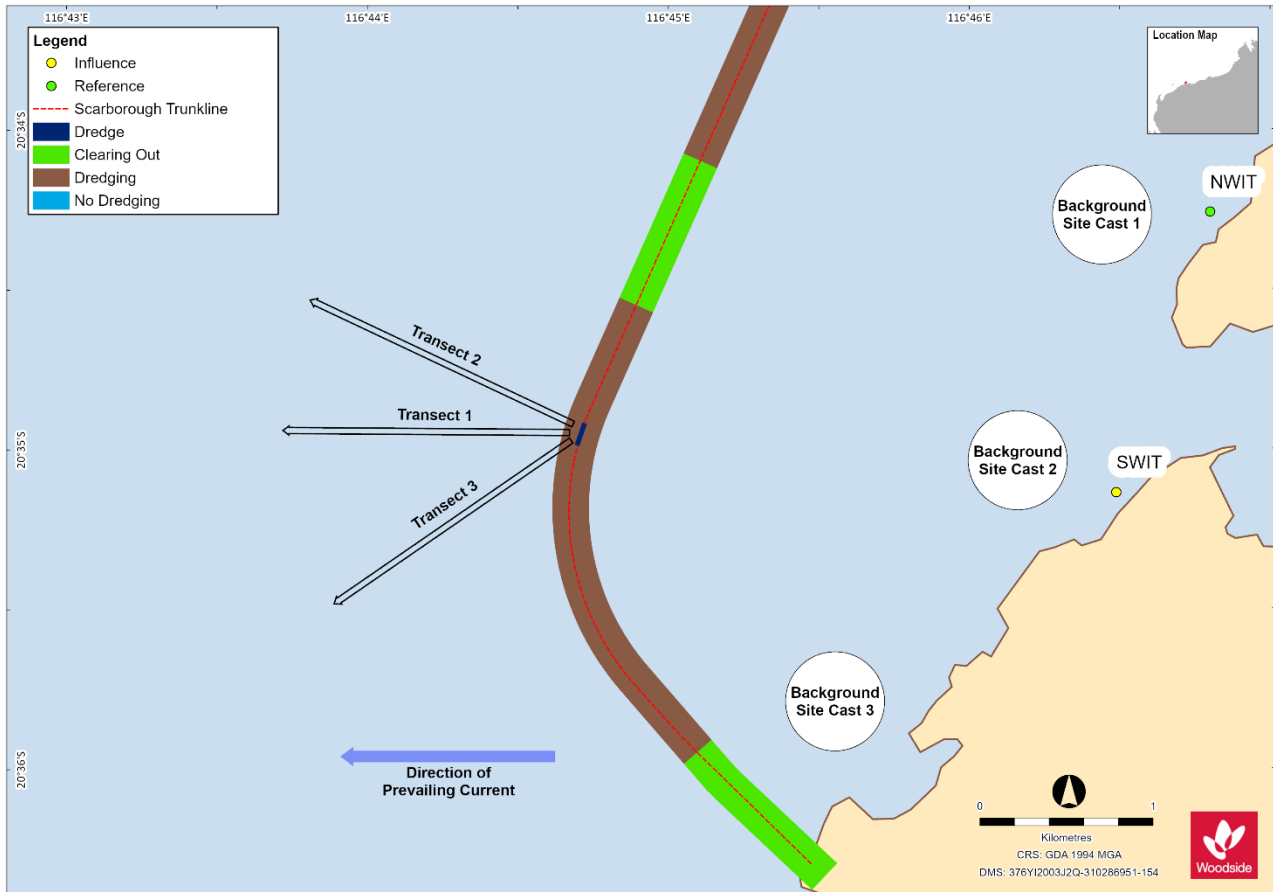 116°43'E
116°44'E
116°45'E
116°46'E
Legend
Influence
Reference
Scarborough Trunkline
Dredge
Clearing Out
Dredging
No Dredging
Location Map
20°34'S
20°35'S
20°36'S
NWIT
Background
Site Cast 1
Transect 2
Transect 1
Transect 3
SWIT
Background
Site Cast 2
Background
Site Cast 3
Direction of
Prevailing Current
0 1
Kilometres
CRS: GDA 1994 MGA
DMS: 376YI2003J2Q-310286951-154
Woodside